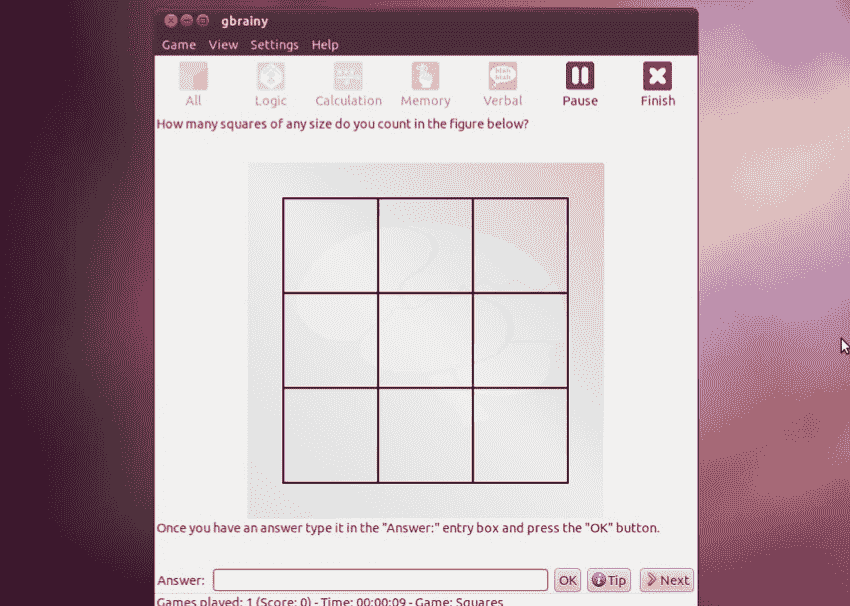 gbrainy
Game View Settings Help
All Logic Calculation Memory Verbal Pause Finish
How many squares of any size do you count in the figure below?
Once you have an answer type it in the "Answer:" entry box and press the "OK" button.
Answer: OK Tip Next
Games played: 1 (Score: 0) - Time: 00:00:09 - Game: Squares